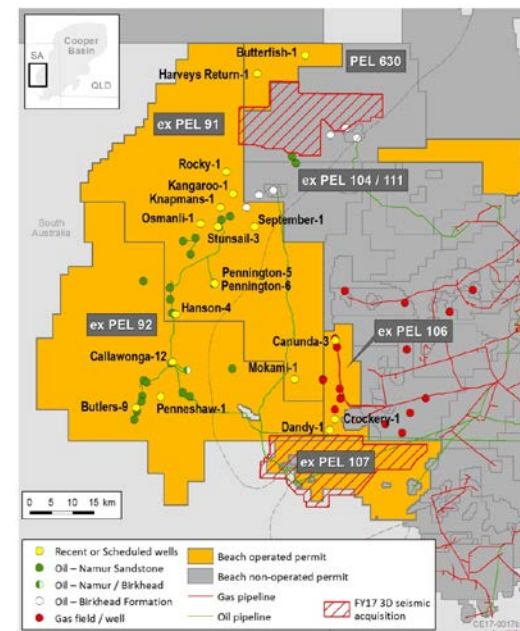 Cooper
Basin
SA
QLD
Butterfish-1
PEL 630
Harveys Return-1
ex PEL 91
Rocky-1
ex PEL 104 / 111
Kangaroo-1
Knapmans-1
Osmanli-1
September-1
Stunsail-3
South
Australia
Pennington-5
Pennington-6
Hanson-4
ex PEL 92
ex PEL 106
Canunda-3
Callawonga-12
Mokami-1
Butlers-9
Penneshaw-1
Crockery-1
Dandy-1
ex PEL 107
0 5 10 15 km
Recent or Scheduled wells
Oil – Namur Sandstone
Oil – Namur / Birkhead
Oil – Birkhead Formation
Gas field / well
Beach operated permit
Beach non-operated permit
Gas pipeline
Oil pipeline
FY17 3D seismic
acquisition